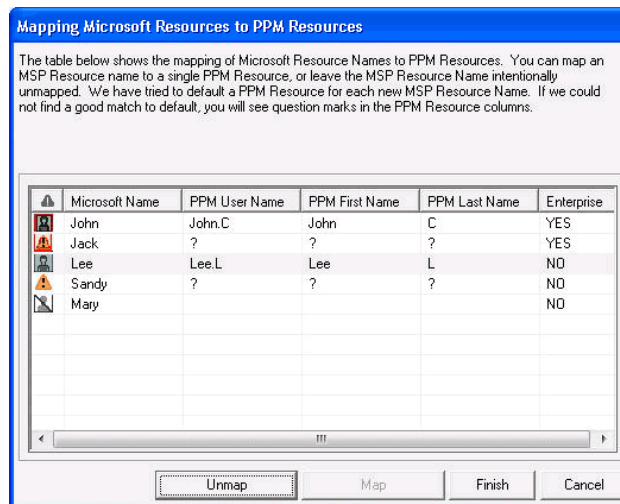 Mapping Microsoft Resources to PPM Resources
The table below shows the mapping of Microsoft Resource Names to PPM Resources. You can map an
MSP Resource name to a single PPM Resource, or leave the MSP Resource Name intentionally
unmapped. We have tried to default a PPM Resource for each new MSP Resource Name. If we could
not find a good match to default, you will see question marks in the PPM Resource columns.
Microsoft Name PPM User Name PPM First Name PPM Last Name Enterprise
John John.C John C YES
Jack ? ? ? YES
Lee Lee.L Lee L NO
Sandy ? ? ? NO
Mary NO
Unmap Map Finish Cancel